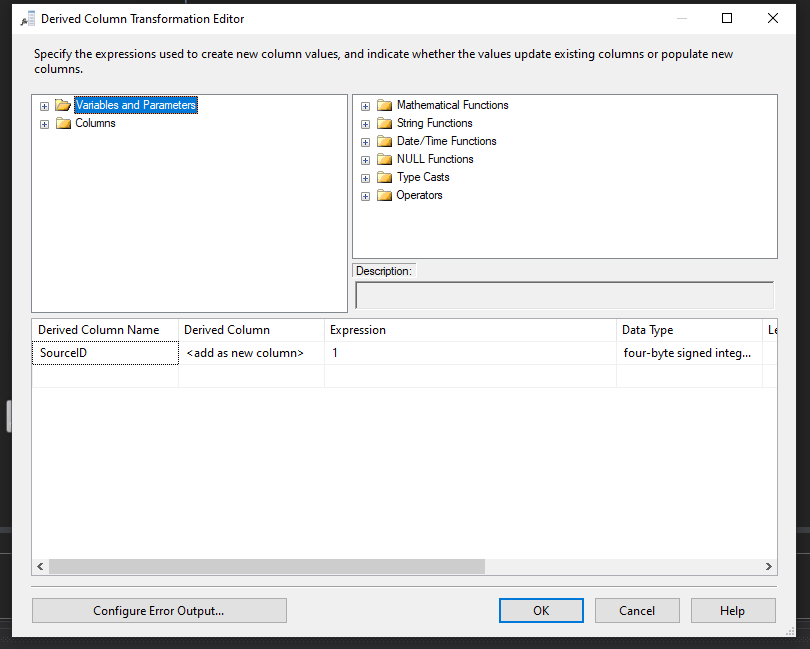 Derived Column Transformation Editor
Specify the expressions used to create new column values, and indicate whether the values update existing columns or populate new
columns.
Variables and Parameters
Columns
Mathematical Functions
String Functions
Date/Time Functions
NULL Functions
Type Casts
Operators
Description:
Derived Column Name Derived Column Expression Data Type Le
SourceID <add as new column> 1 four-byte signed integ...
Configure Error Output... OK Cancel Help